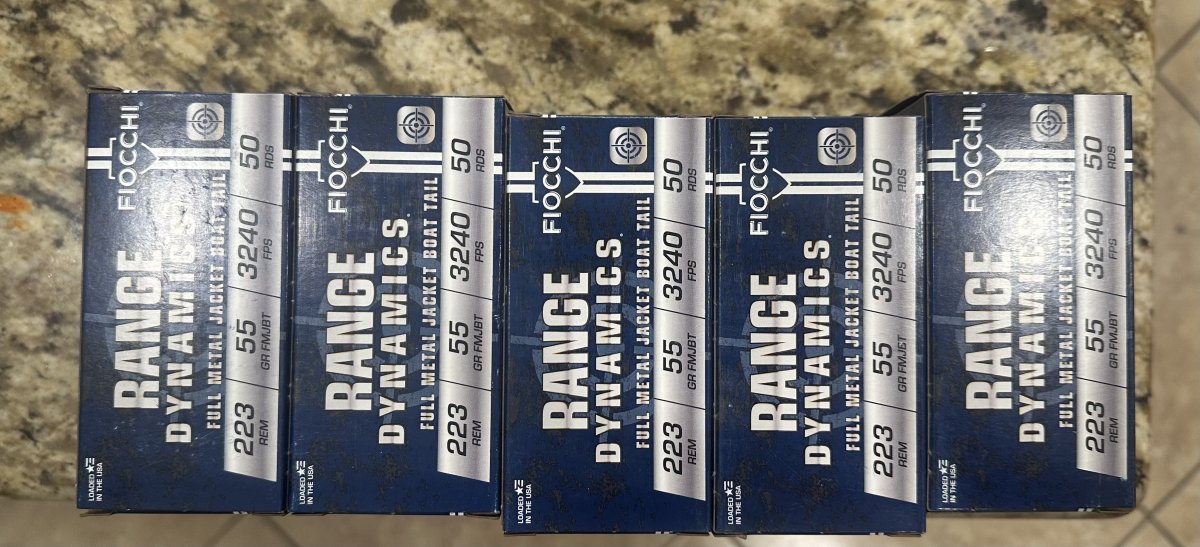 LOADED
IN THE USA
FIOCCHI®
RANGE
DYNAMICS
FULL METAL JACKET BOAT TAIL
223 55 3240 50
REM GR FMJBT FPS RDS
LOADED
IN THE USA
FIOCCHI®
RANGE
DYNAMICS
FULL METAL JACKET BOAT TAIL
223 55 3240 50
REM GR FMJBT FPS RDS
LOADED
IN THE USA
FIOCCHI®
RANGE
DYNAMICS
FULL METAL JACKET BOAT TAIL
223 55 3240 50
REM GR FMJBT FPS RDS
LOADED
IN THE USA
FIOCCHI®
RANGE
DYNAMICS
FULL METAL JACKET BOAT TAIL
223 55 3240 50
REM GR FMJBT FPS RDS
LOADED
IN THE USA
FIOCCHI®
RANGE
DYNAMICS
FULL METAL JACKET BOAT TAIL
223 55 3240 50
REM GR FMJBT FPS RDS